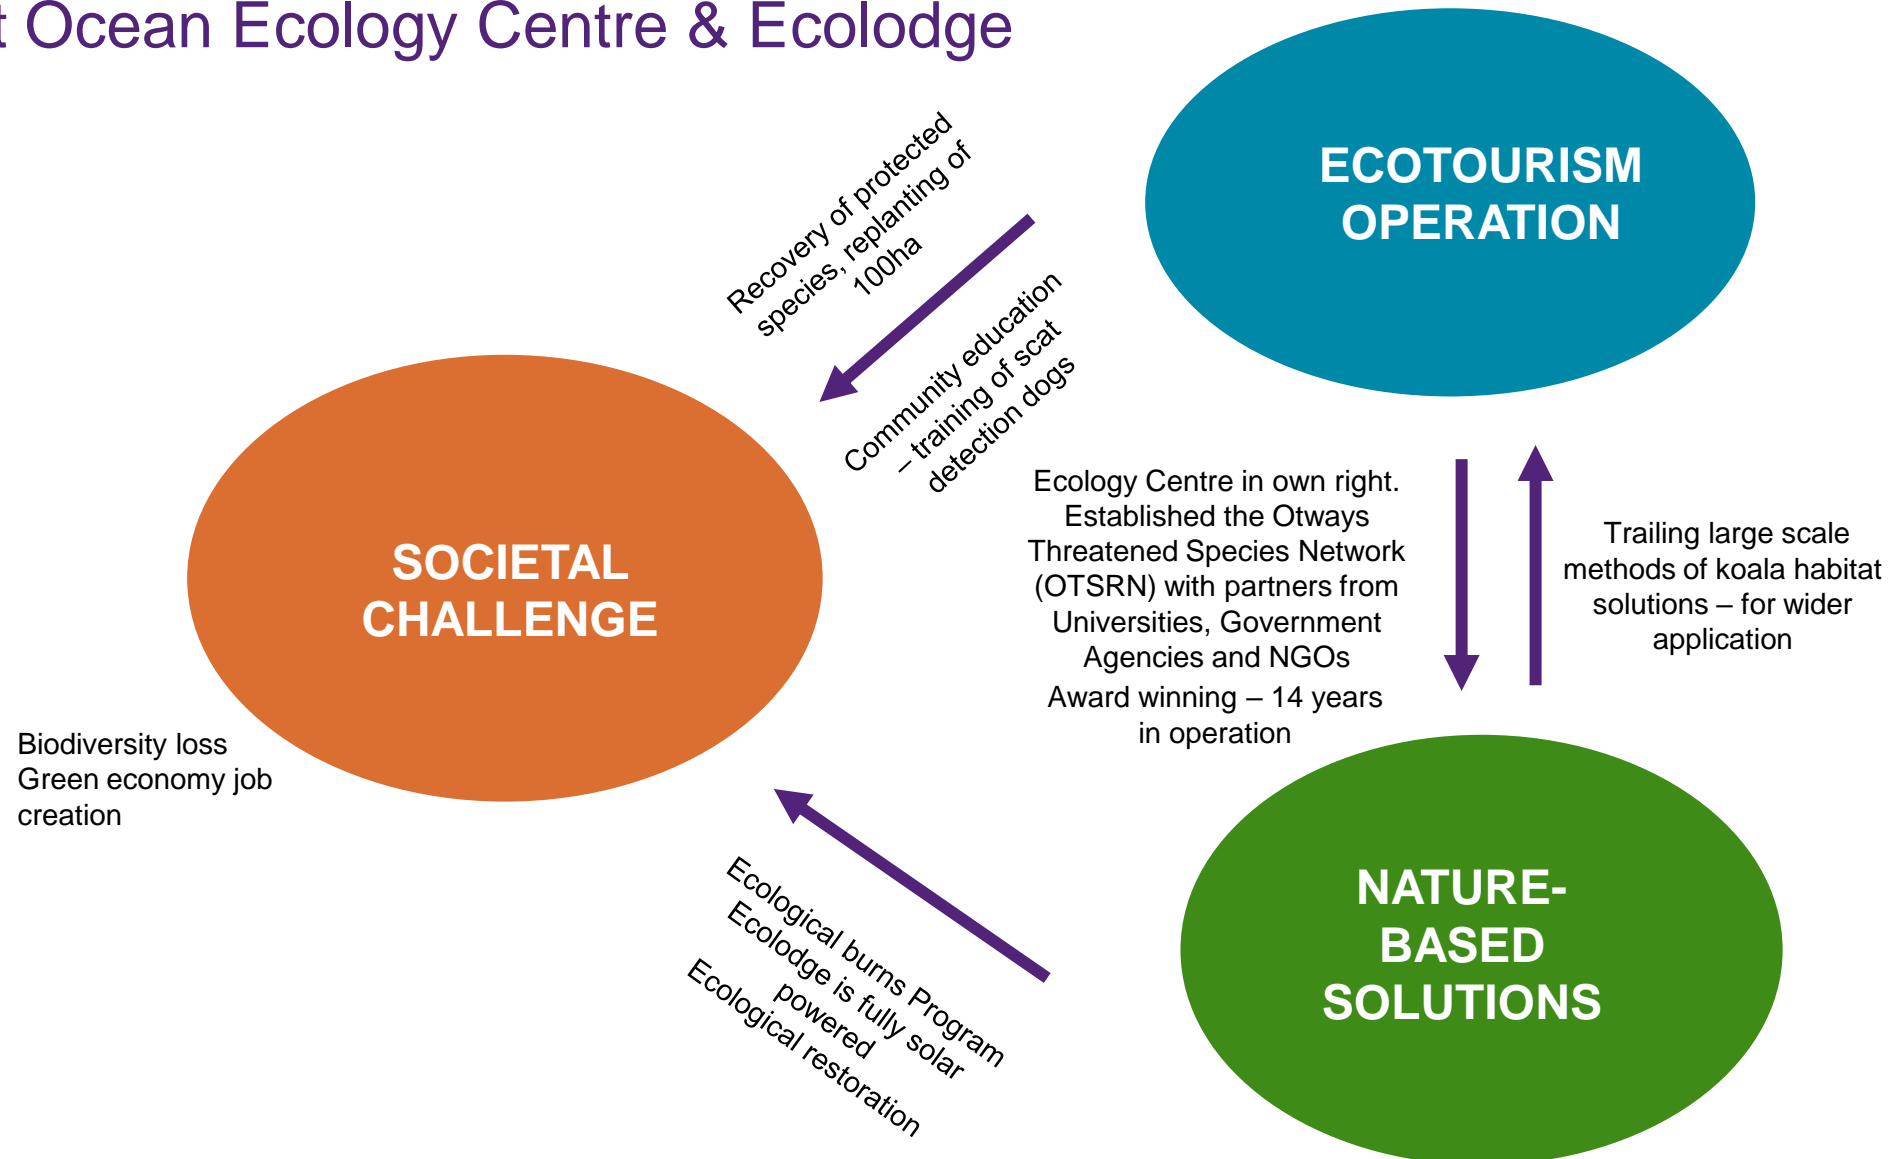 t Ocean Ecology Centre & Ecolodge
ECOTOURISM
OPERATION
Recovery of protected
species, replanting of
100ha
Community education
– training of scat
detection dogs
SOCIETAL
CHALLENGE
Biodiversity loss
Green economy job
creation
Ecology Centre in own right.
Established the Otways
Threatened Species Network
(OTSRN) with partners from
Universities, Government
Agencies and NGOs
Award winning – 14 years
in operation
Trailing large scale
methods of koala habitat
solutions – for wider
application
Ecological burns Program
Ecolodge is fully solar
powered
Ecological restoration
NATURE-
BASED
SOLUTIONS